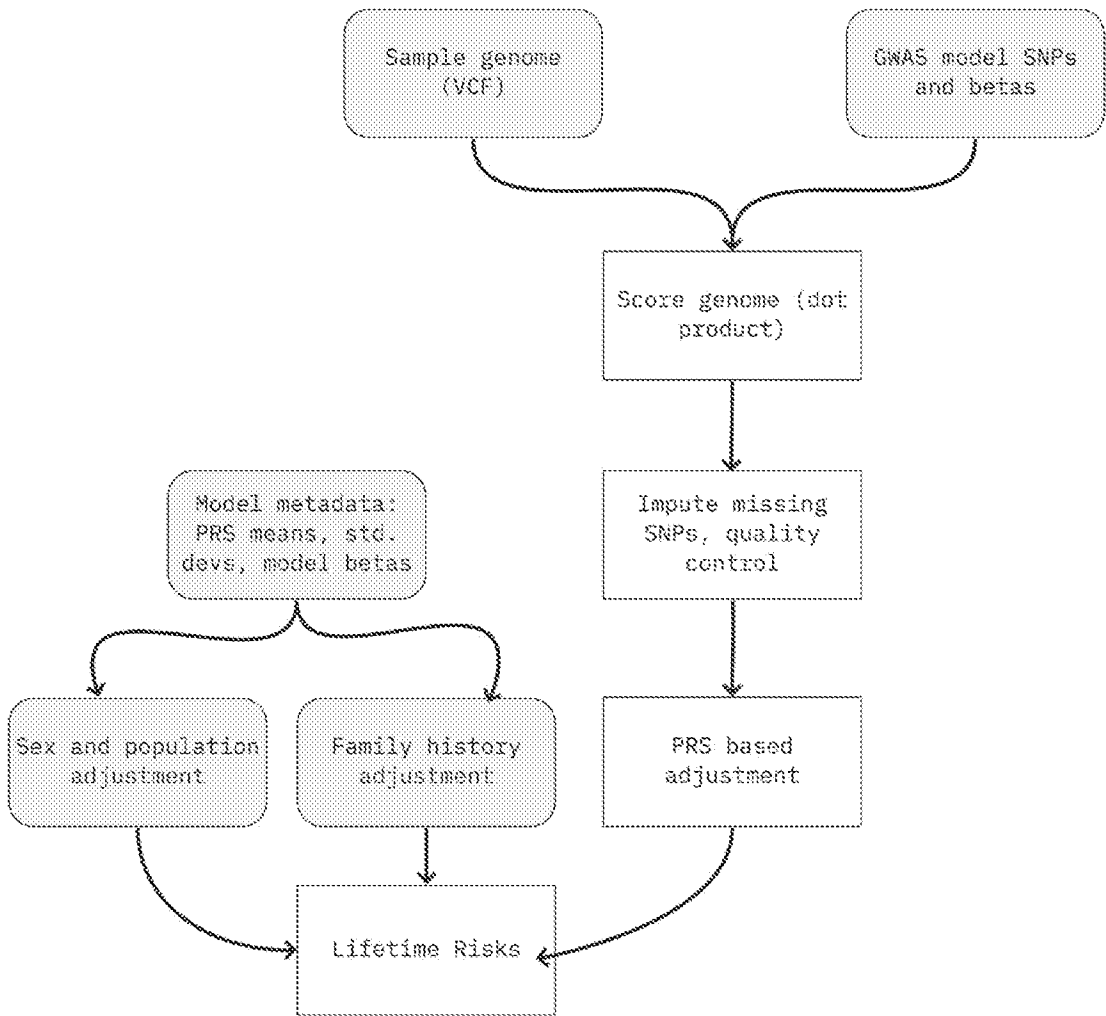 Sample genome
(VCF)
GWAS model SNPs
and betas
Score genome (dot
product)
Model metadata:
PRS means, std.
devs, model betas
Impute missing
SNPs, quality
control
Sex and population
adjustment
Family history
adjustment
PRS based
adjustment
Lifetime Risks